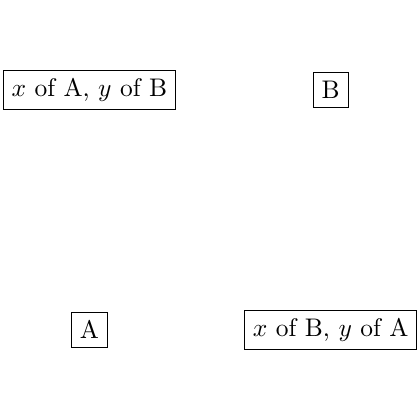 x of A, y of B
B
A
x of B, y of A